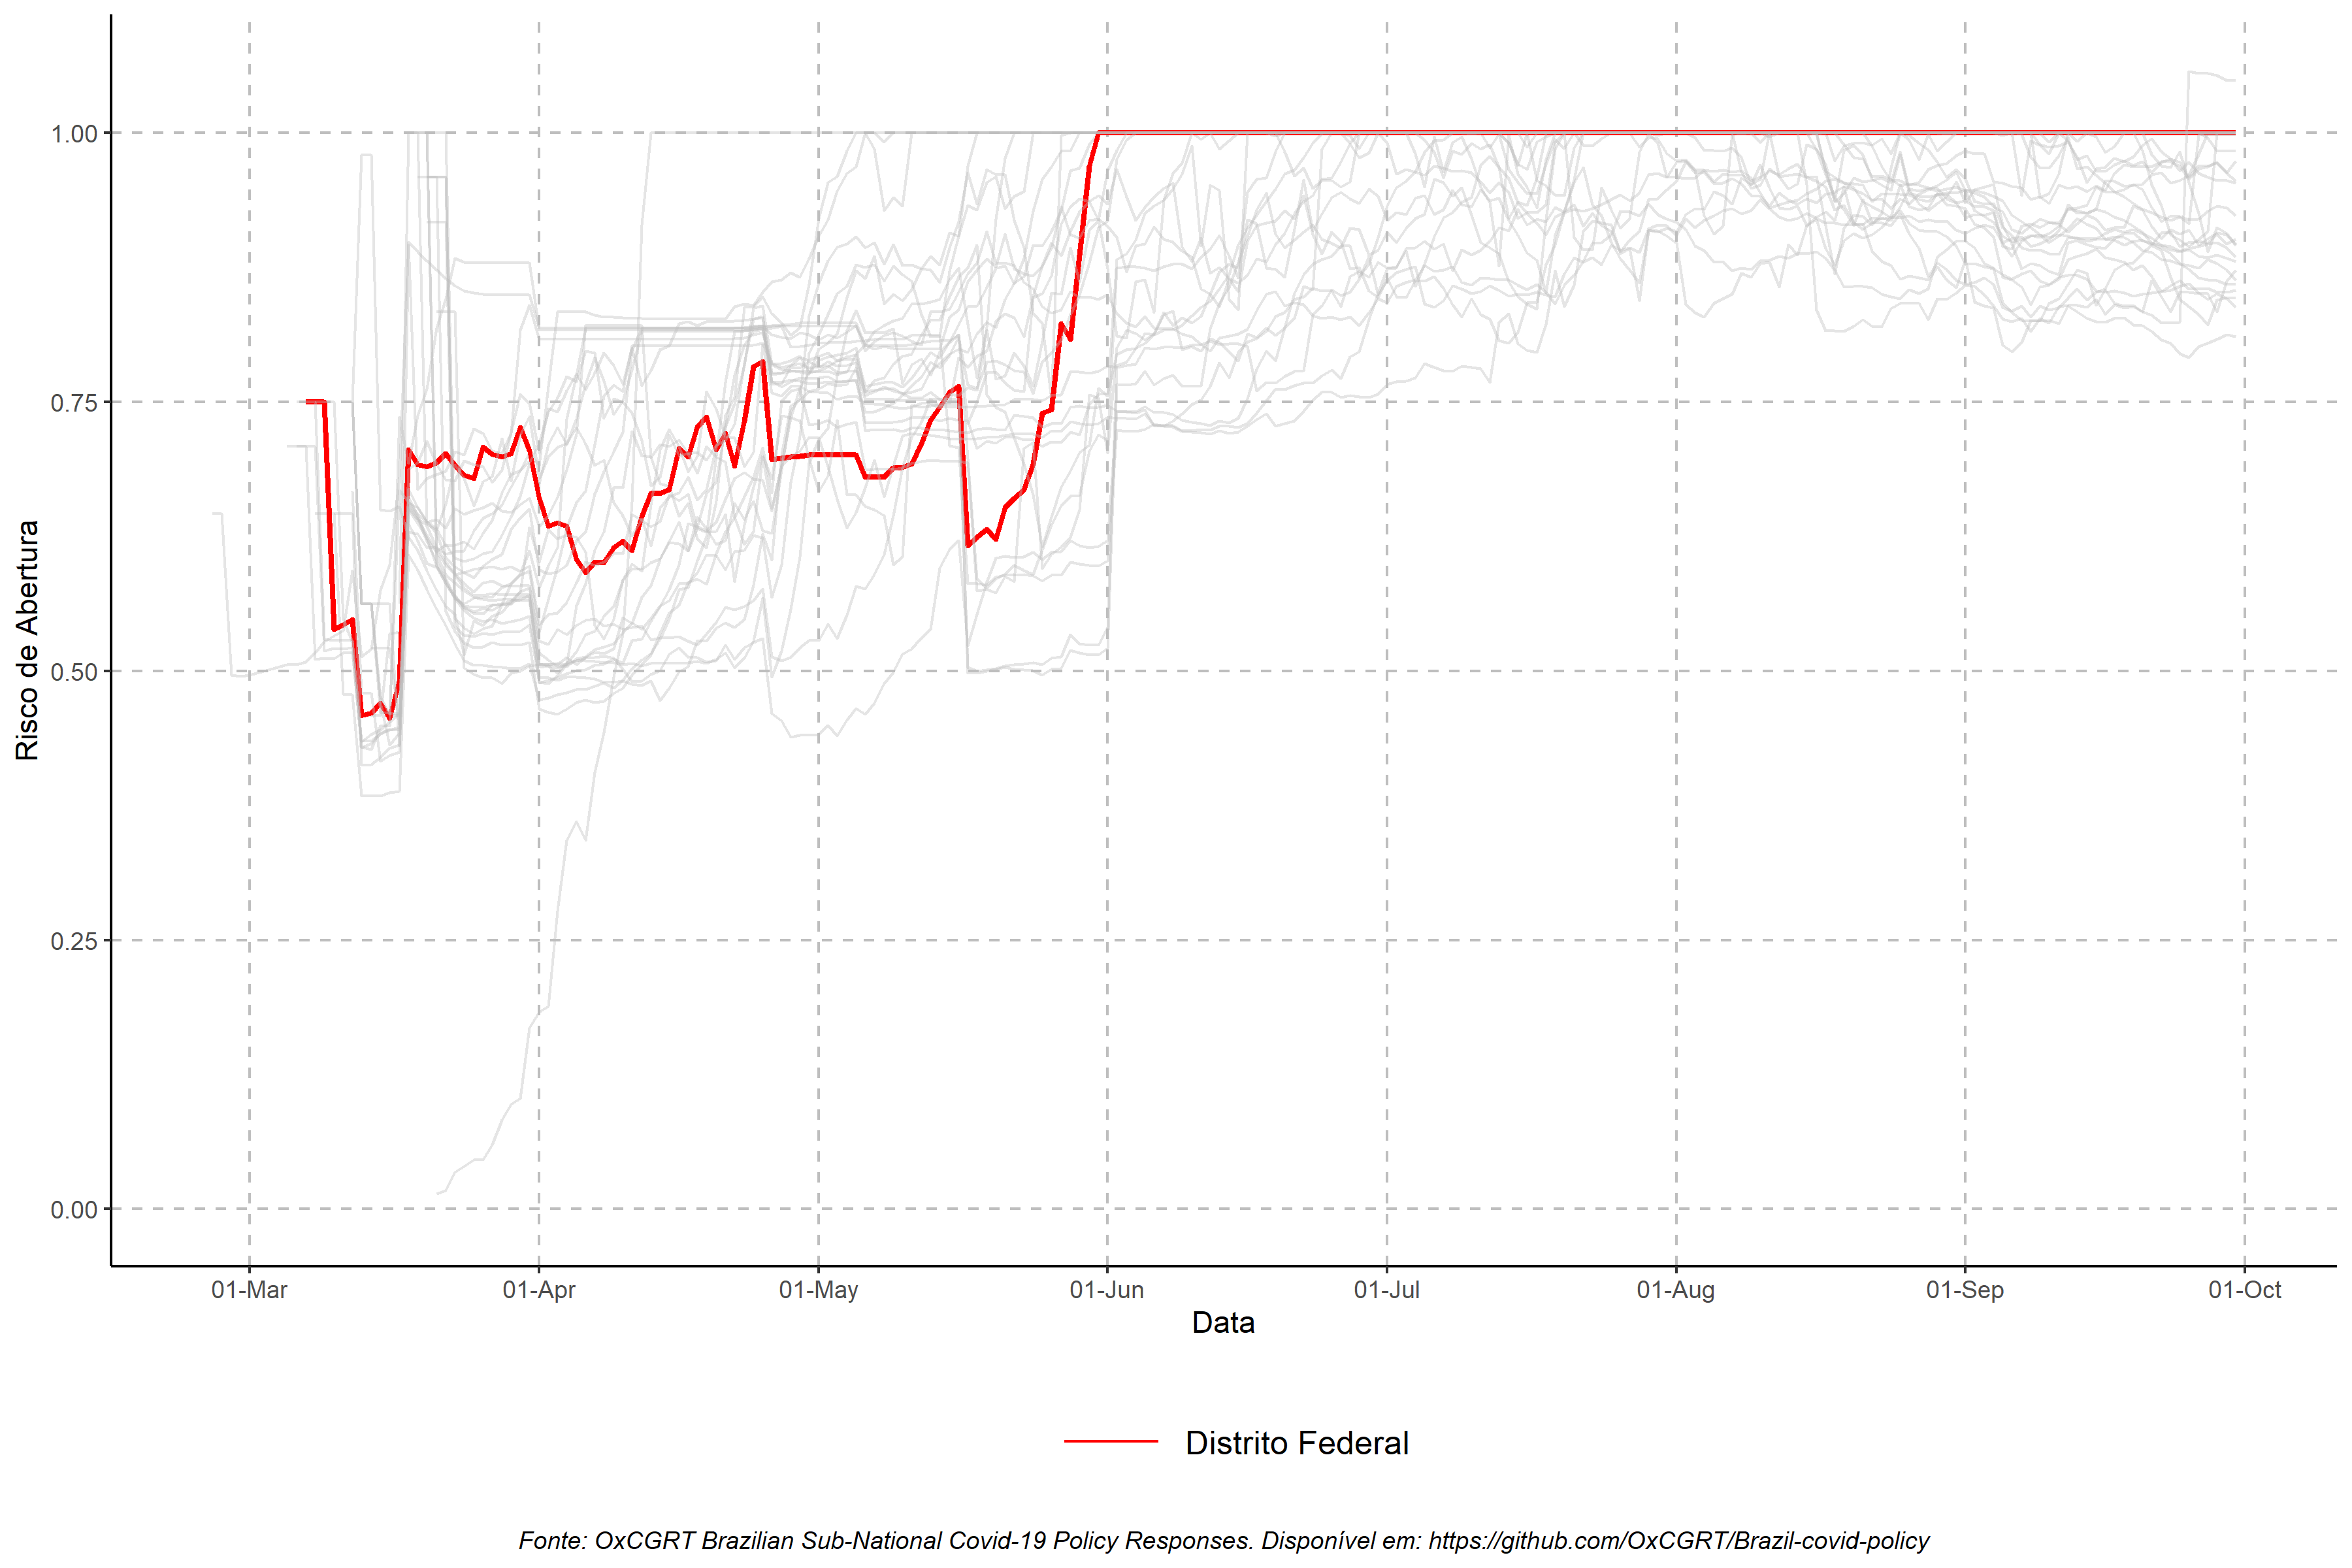 Risco de Abertura
1.00
0.75
0.50
0.25
0.00
01-Mar 01-Apr 01-May 01-Jun 01-Jul 01-Aug 01-Sep 01-Oct
Data
Distrito Federal
Fonte: OxCGRT Brazilian Sub-National Covid-19 Policy Responses. Disponível em: https://github.com/OxCGRT/Brazil-covid-policy